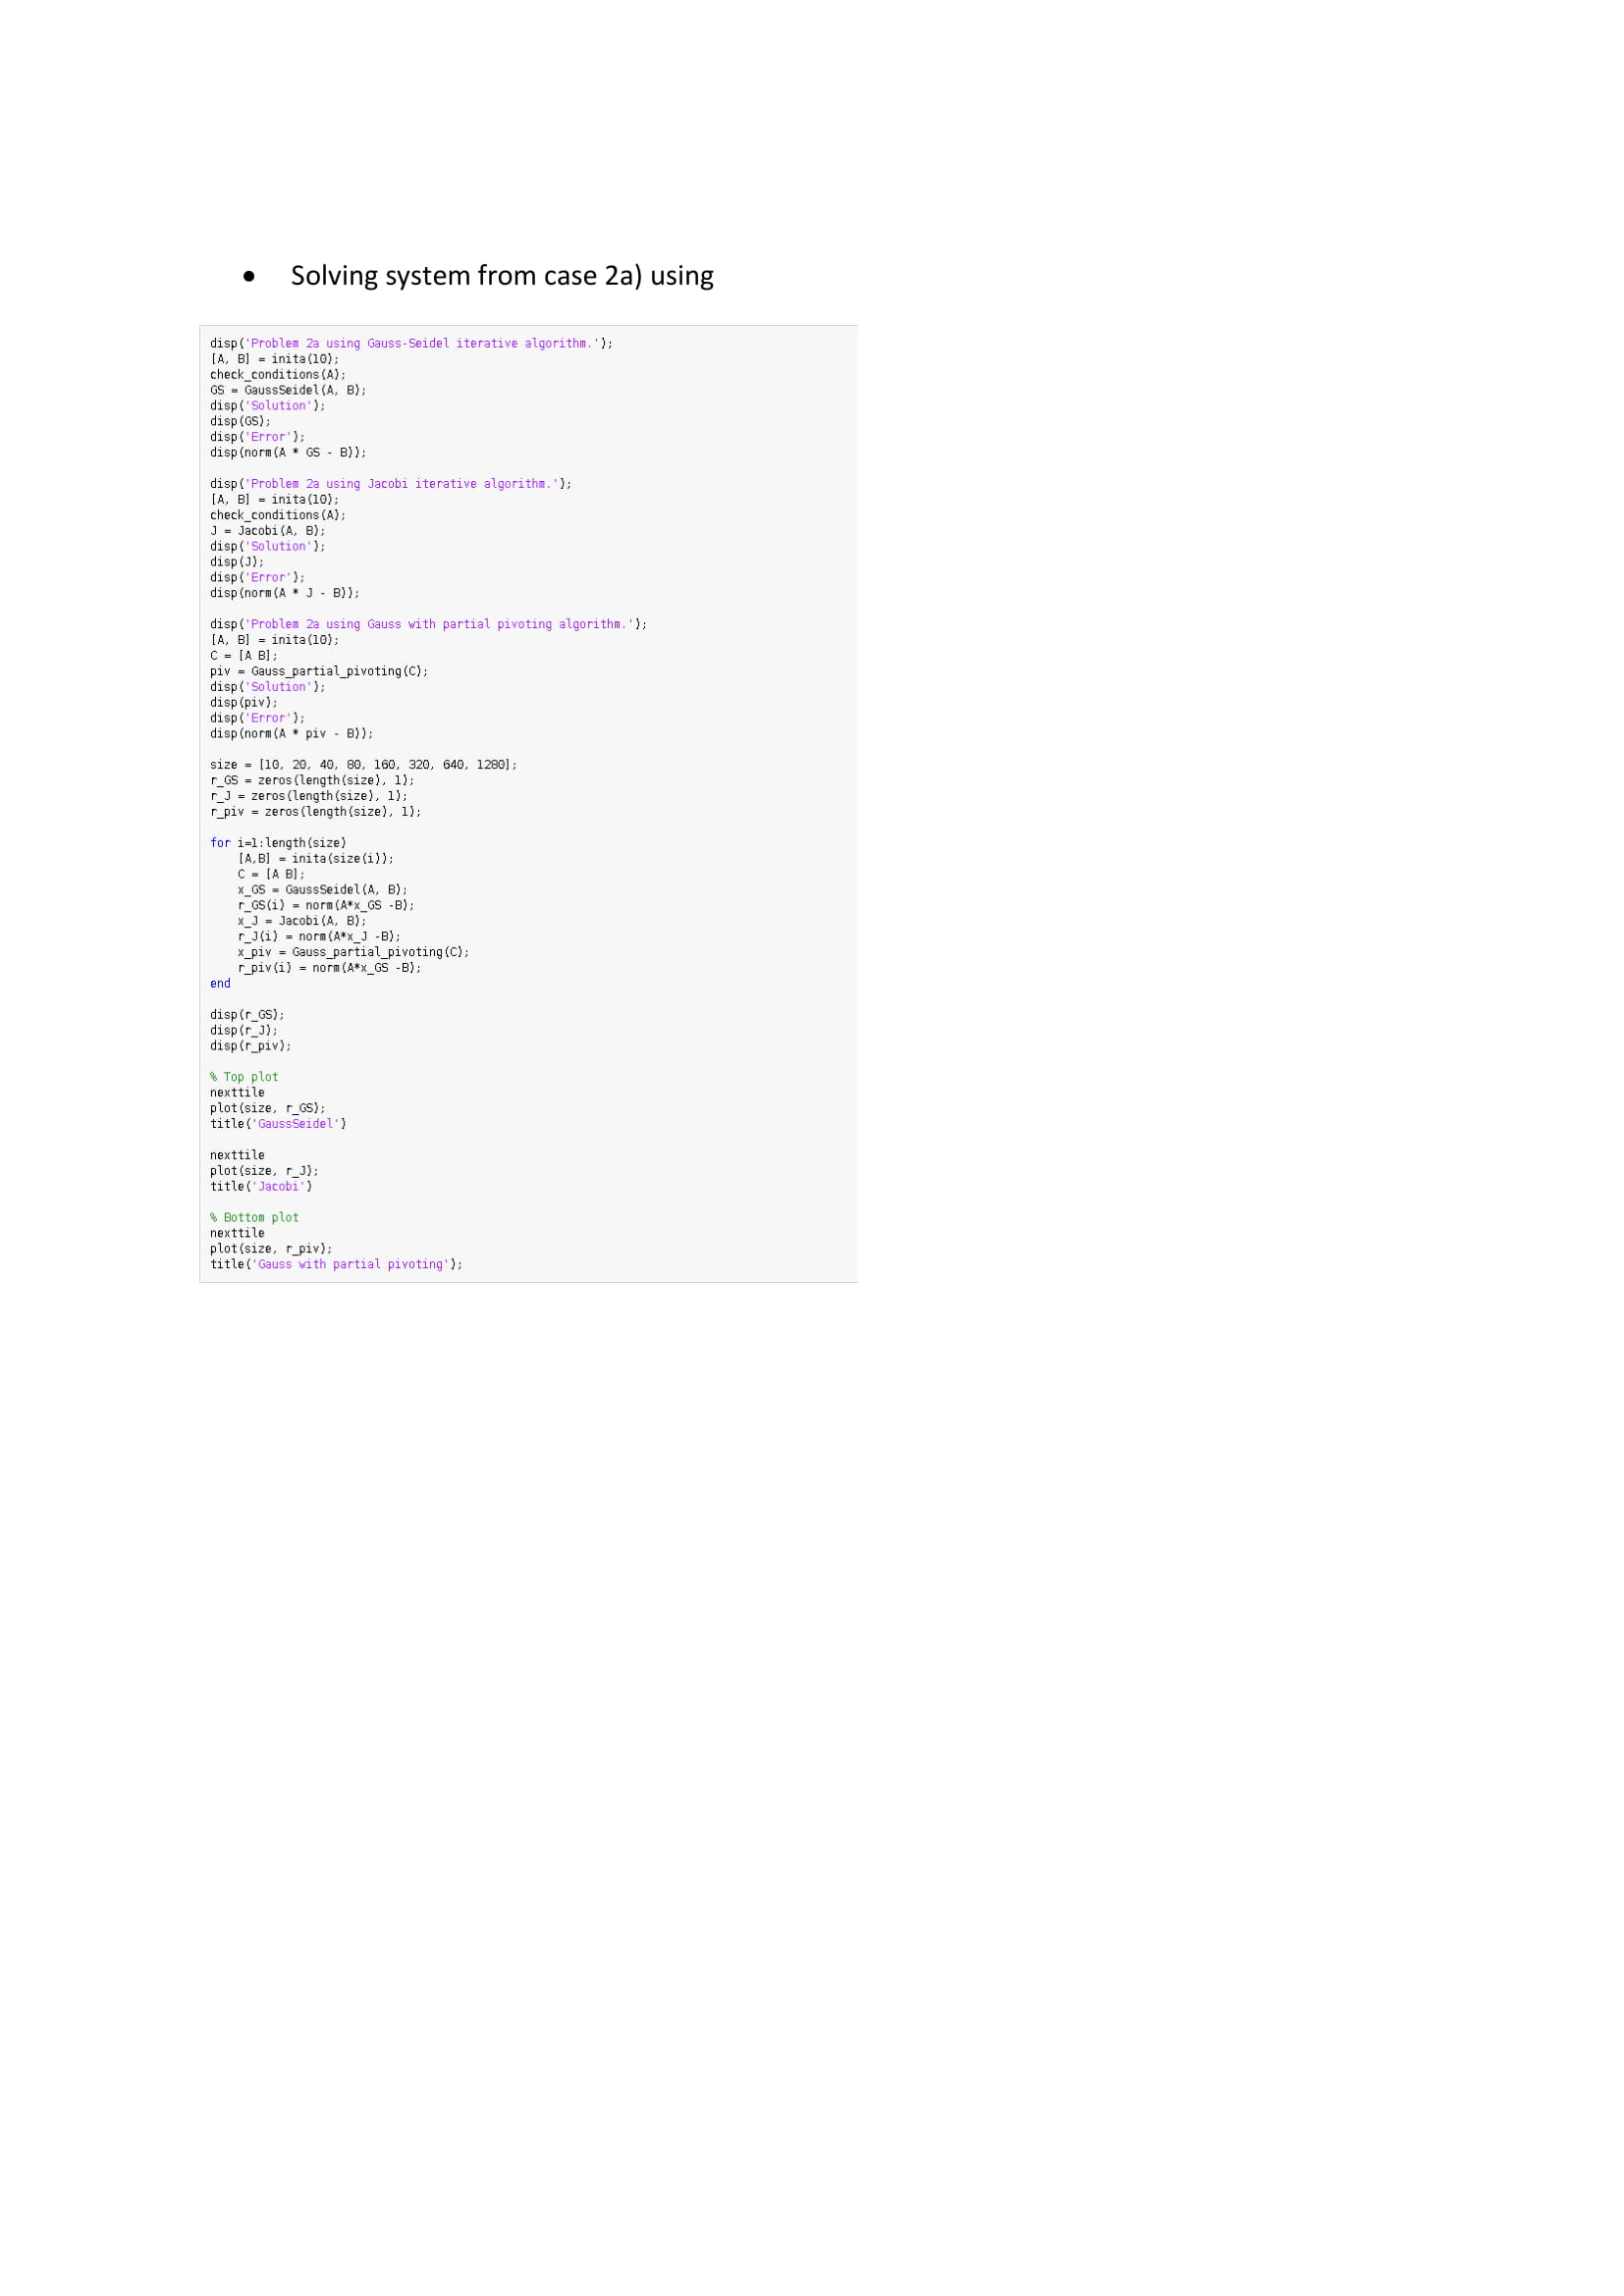 • Solving system from case 2a) using
disp('Problem 2a using Gauss-Seidel iterative algorithm.');
[A, B] = inita(10);
check_conditions(A);
GS = GaussSeidel(A, B);
disp('Solution');
disp(GS);
disp('Error');
disp(norm(A * GS - B));

disp('Problem 2a using Jacobi iterative algorithm.');
[A, B] = inita(10);
check_conditions(A);
J = Jacobi(A, B);
disp('Solution');
disp(J);
disp('Error');
disp(norm(A * J - B));

disp('Problem 2a using Gauss with partial pivoting algorithm.');
[A, B] = inita(10);
C = [A B];
piv = Gauss_partial_pivoting(C);
disp('Solution');
disp(piv);
disp('Error');
disp(norm(A * piv - B));

size = [10, 20, 40, 80, 160, 320, 640, 1280];
r_GS = zeros(length(size), 1);
r_J = zeros(length(size), 1);
r_piv = zeros(length(size), 1);

for i=1:length(size)
    [A,B] = inita(size(i));
    C = [A B];
    x_GS = GaussSeidel(A, B);
    r_GS(i) = norm(A*x_GS -B);
    x_J = Jacobi(A, B);
    r_J(i) = norm(A*x_J -B);
    x_piv = Gauss_partial_pivoting(C);
    r_piv(i) = norm(A*x_GS -B);
end

disp(r_GS);
disp(r_J);
disp(r_piv);

% Top plot
nexttile
plot(size, r_GS);
title('GaussSeidel')

nexttile
plot(size, r_J);
title('Jacobi')

% Bottom plot
nexttile
plot(size, r_piv);
title('Gauss with partial pivoting');